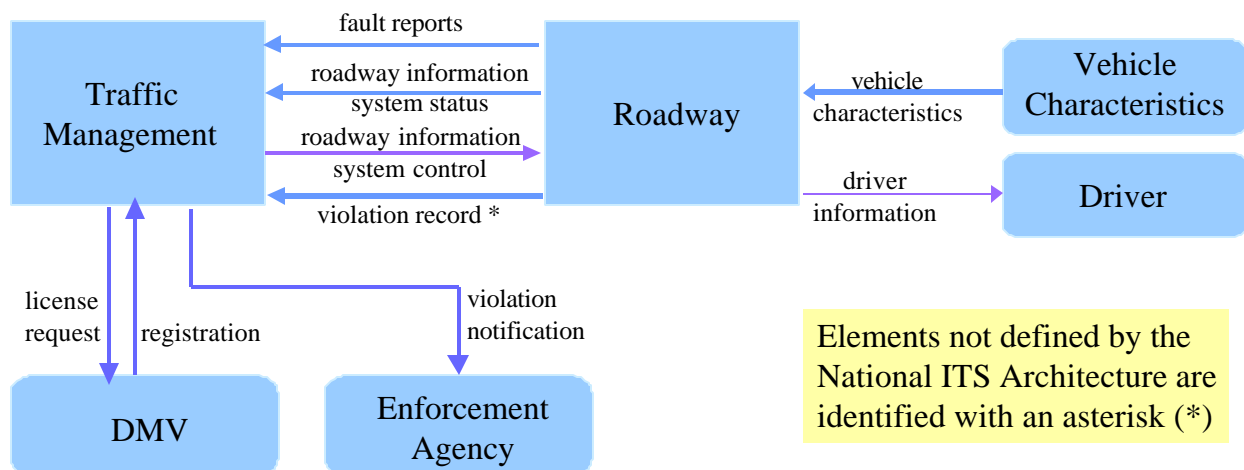 fault reports
roadway information
system status
roadway information
system control
violation record *
Traffic
Management
Roadway
vehicle
characteristics
Vehicle
Characteristics
driver
information
Driver
license
request
registration
violation
notification
DMV
Enforcement
Agency
Elements not defined by the
National ITS Architecture are
identified with an asterisk (*)